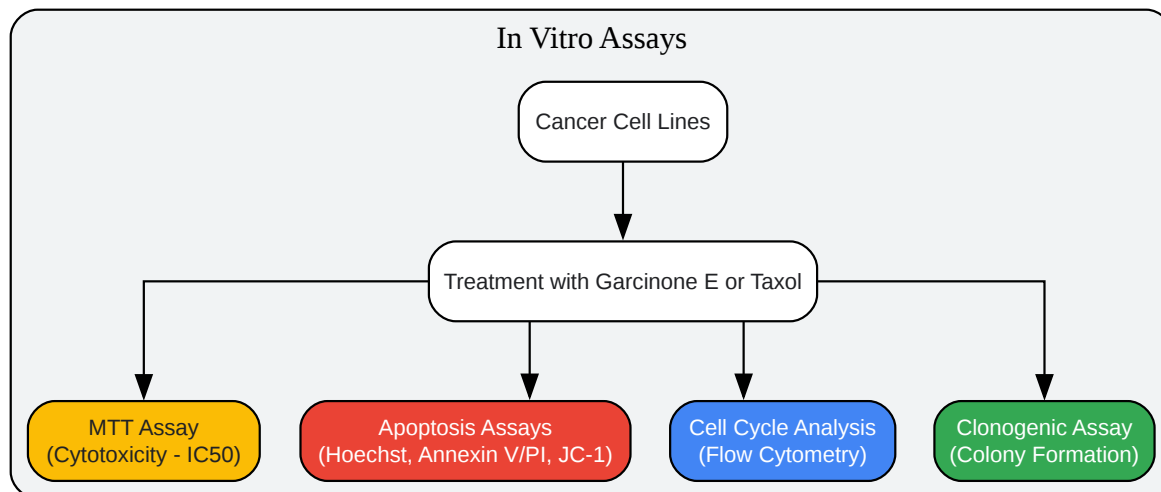 In Vitro Assays
Cancer Cell Lines
Treatment with Garcinone E or Taxol
MTT Assay
(Cytotoxicity - IC50)
Apoptosis Assays
(Hoechst, Annexin V/PI, JC-1)
Cell Cycle Analysis
(Flow Cytometry)
Clonogenic Assay
(Colony Formation)